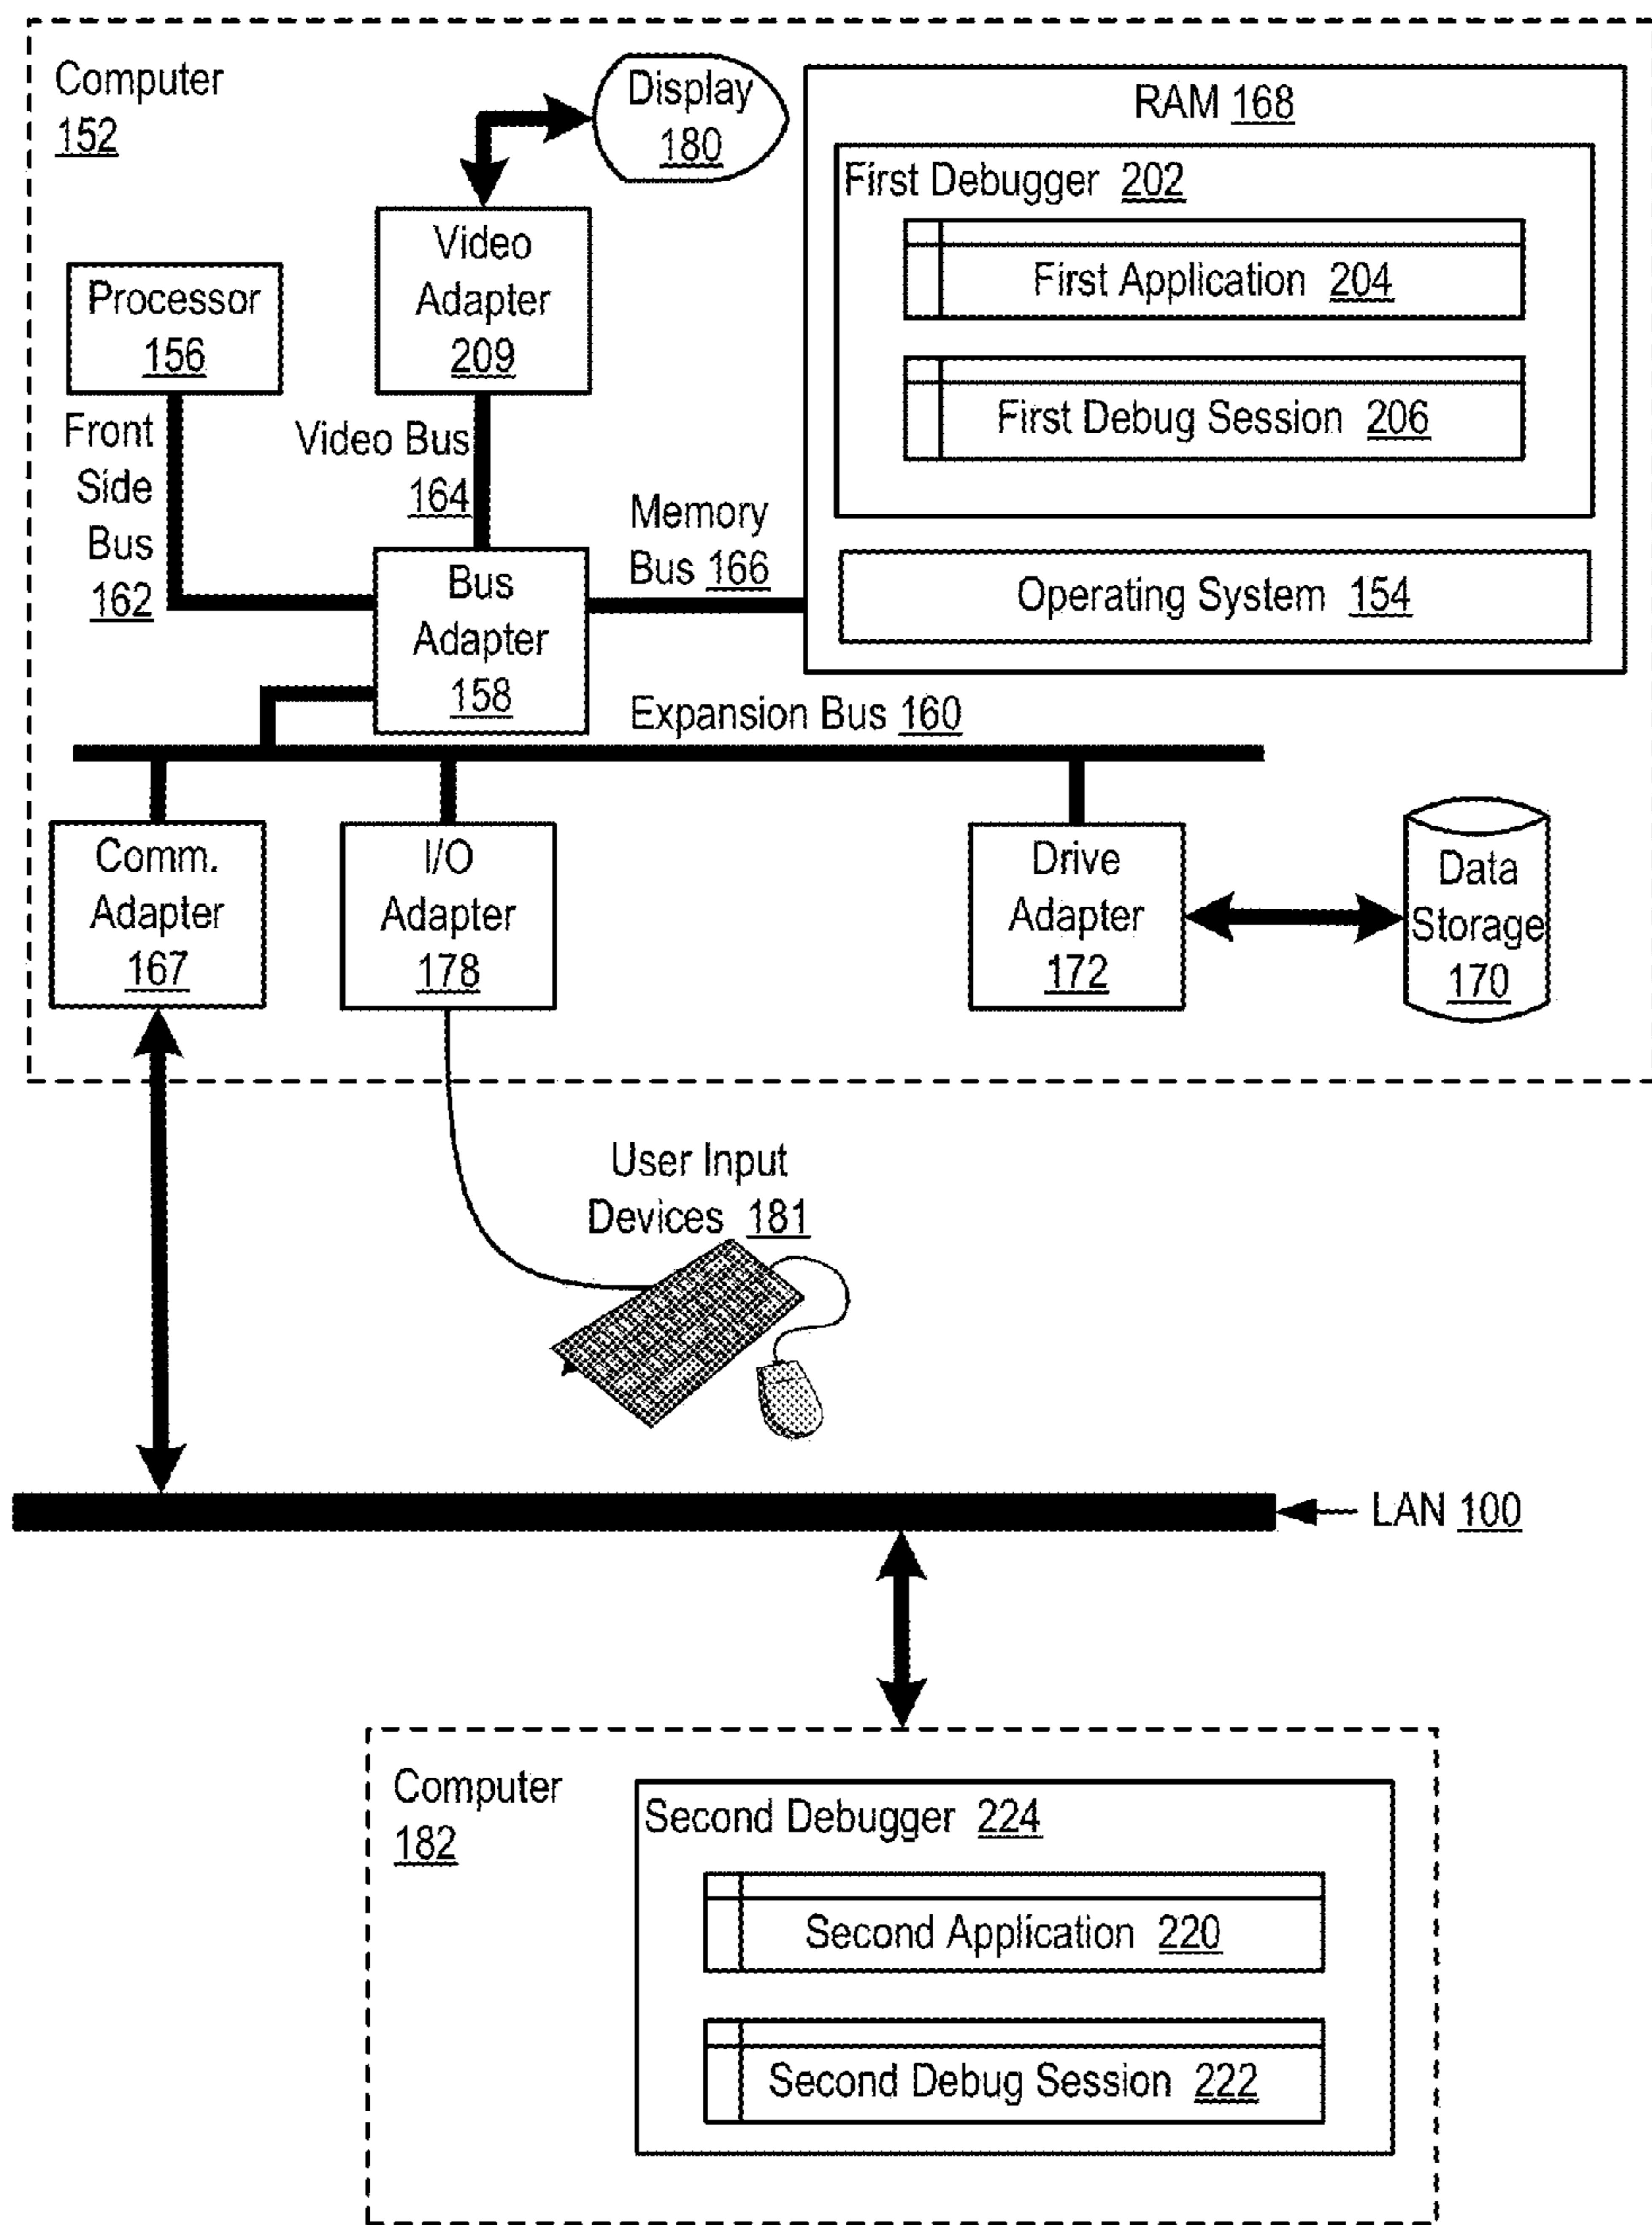 Computer
152
Display
180
RAM 168
First Debugger 202
First Application 204
First Debug Session 206
Operating System 154
Video
Adapter
209
Processor
156
Front
Side
Bus
162
Video Bus
164
Memory
Bus 166
Bus
Adapter
158
Expansion Bus 160
Comm.
Adapter
167
I/O
Adapter
178
Drive
Adapter
172
Data
Storage
170
User Input
Devices 181
LAN 100
Computer
182
Second Debugger 224
Second Application 220
Second Debug Session 222